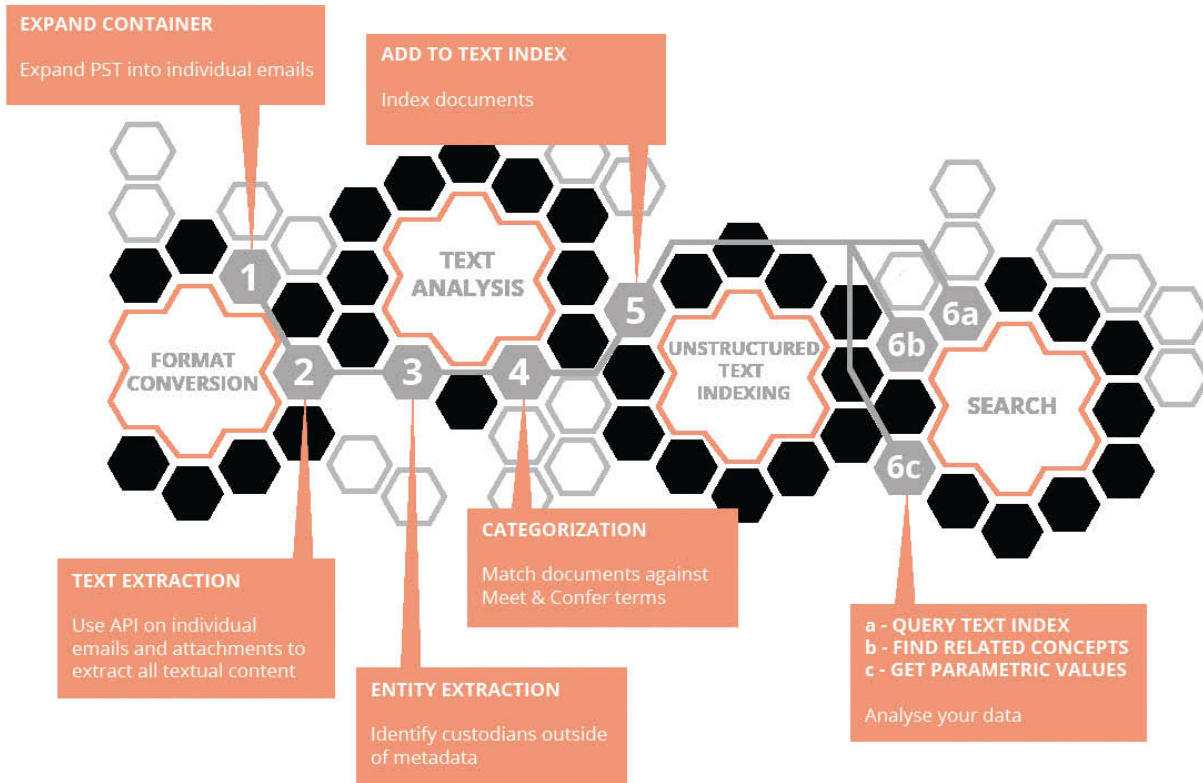 EXPAND CONTAINER
Expand PST into individual emails
ADD TO TEXT INDEX
Index documents
1
TEXT
ANALYSIS
5
6a
6b
FORMAT
CONVERSION
2
3
4
UNSTRUCTURED
TEXT
INDEXING
SEARCH
6c
CATEGORIZATION
Match documents against
Meet & Confer terms
TEXT EXTRACTION
Use API on individual
emails and attachments to
extract all textual content
ENTITY EXTRACTION
Identify custodians outside
of metadata
a - QUERY TEXT INDEX
b - FIND RELATED CONCEPTS
c - GET PARAMETRIC VALUES
Analyse your data